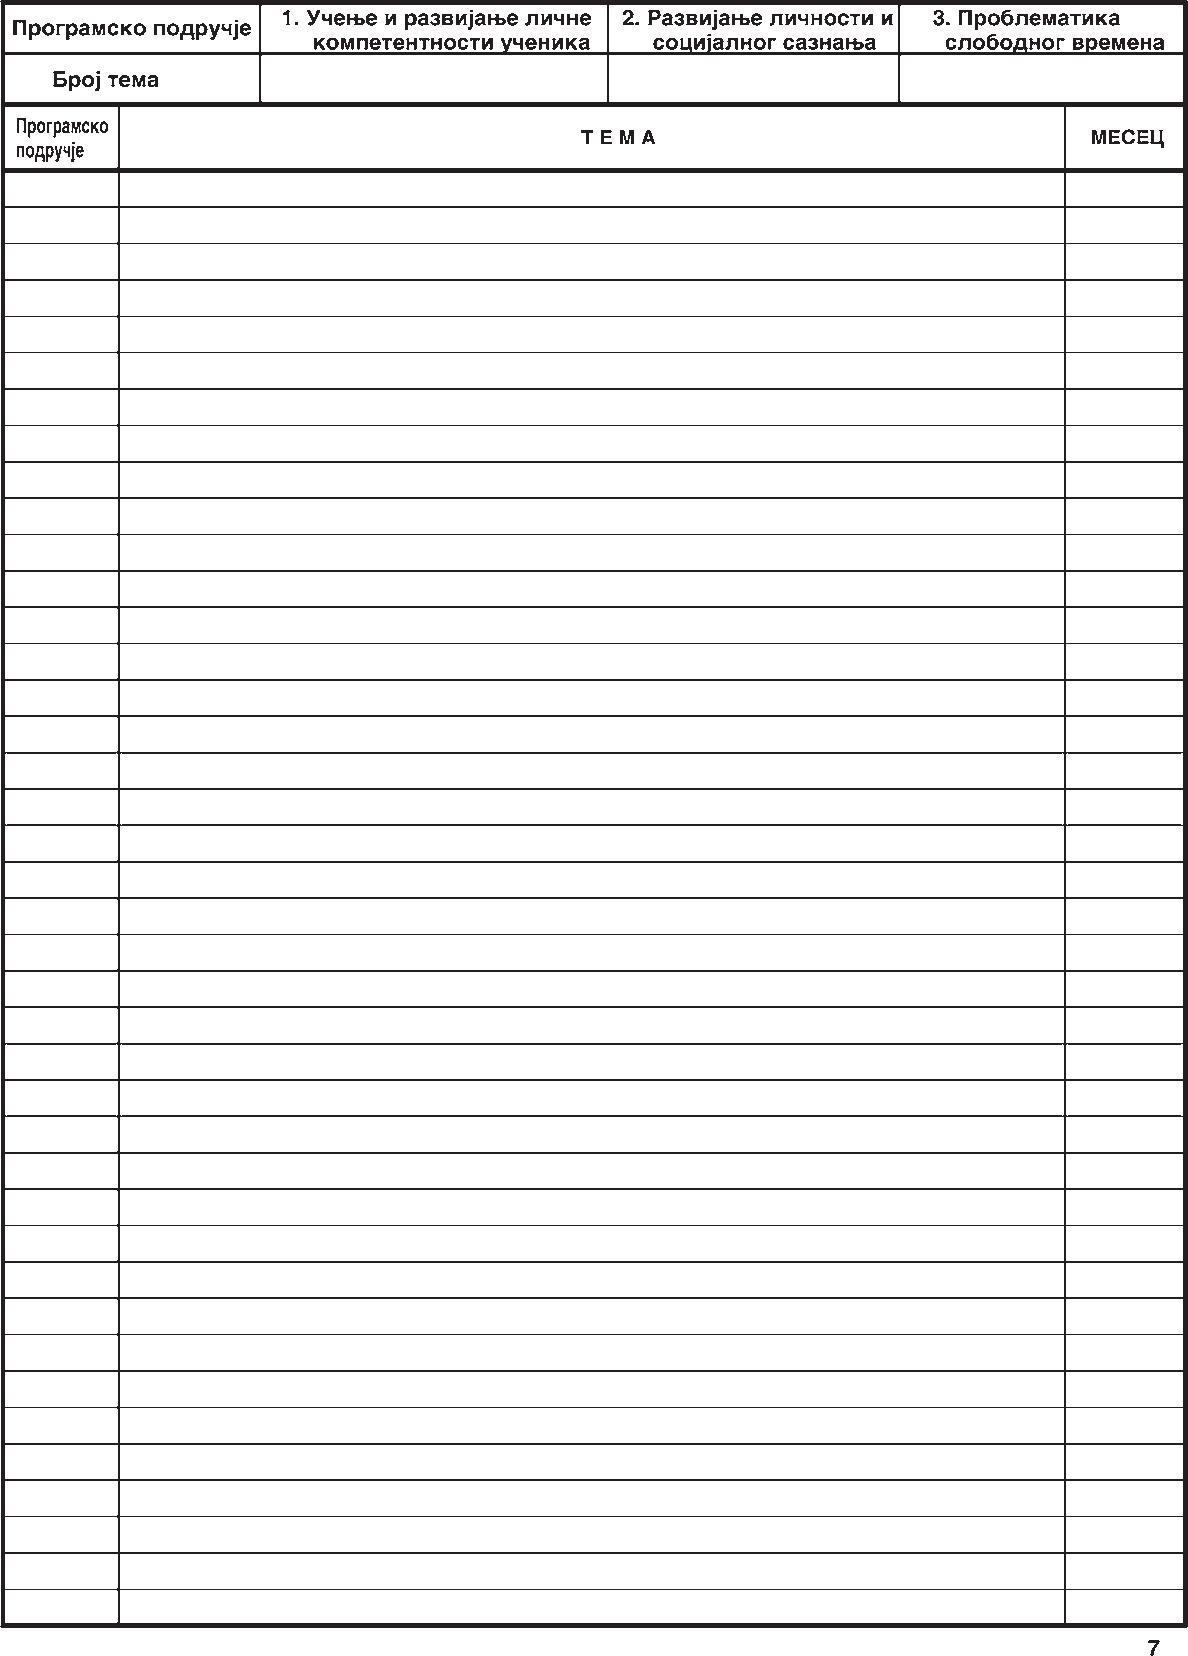 Програмско подручје
1. Учење и развијање личне
компетентности ученика
2. Развијање личности и
социјалног сазнања
3. Проблематика
слободног времена
Број тема
Програмско
подручје
Т Е М А
МЕСЕЦ
7